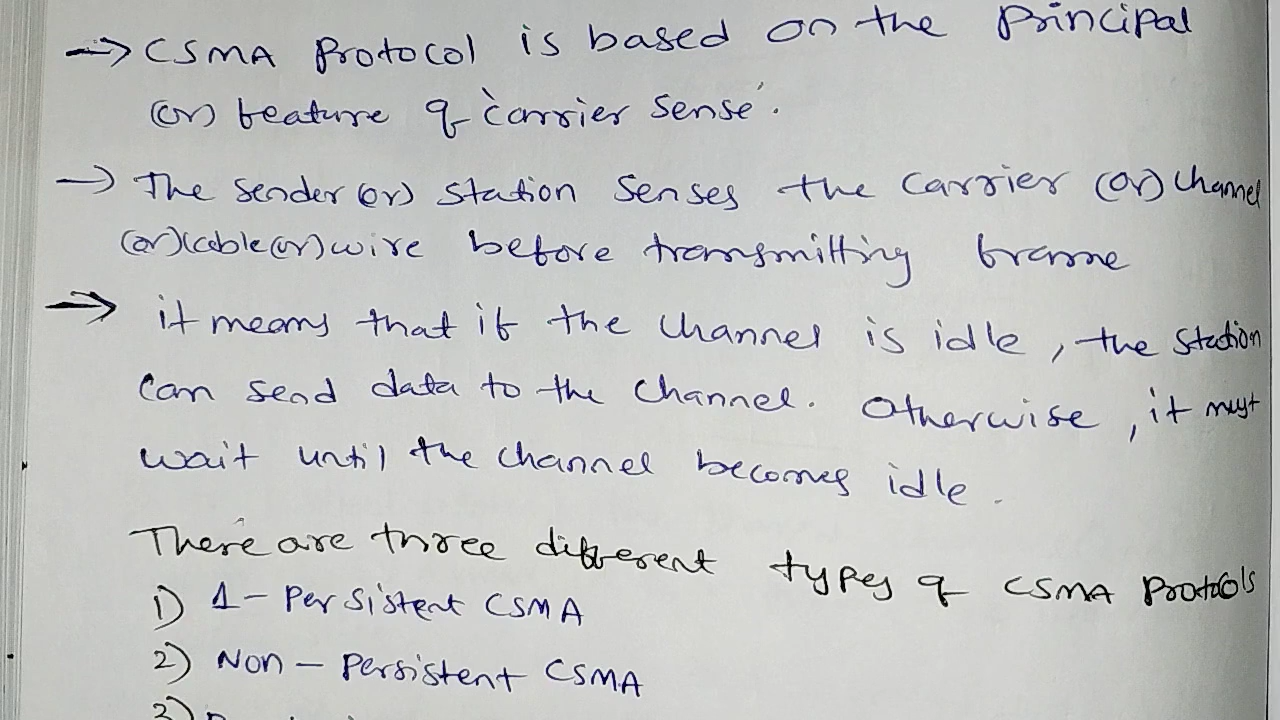 → CSMA Protocol is based on the Principal
(or) feature of 'carrier sense'.
→ The Sender (or) Station Senses the Carrier (or) channel
(or) cable (or) wire before transmitting frame
→ it means that if the channel is idle, the station
can send data to the channel. Otherwise, it must
wait until the channel becomes idle.
There are three different types of CSMA Protocols
1) 1-Persistent CSMA
2) Non-Persistent CSMA
3)